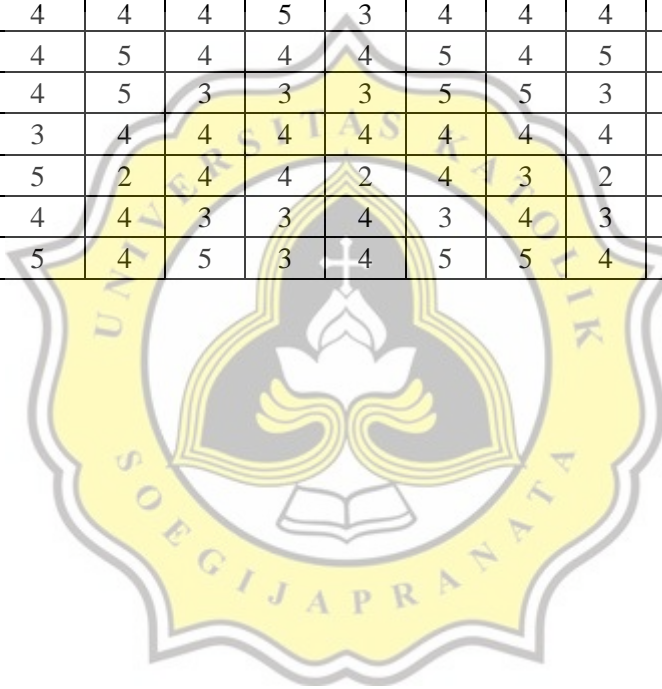 4 4 4 5 3 4 4 4
4 5 4 4 4 5 4 5
4 5 3 3 3 5 5 3
3 4 4 4 4 4 4 4
5 2 4 4 2 4 3 2
4 4 3 3 4 3 4 3
5 4 5 3 4 5 5 4
UNIVERSITAS KATOLIK
SOEGIJAPRANATA